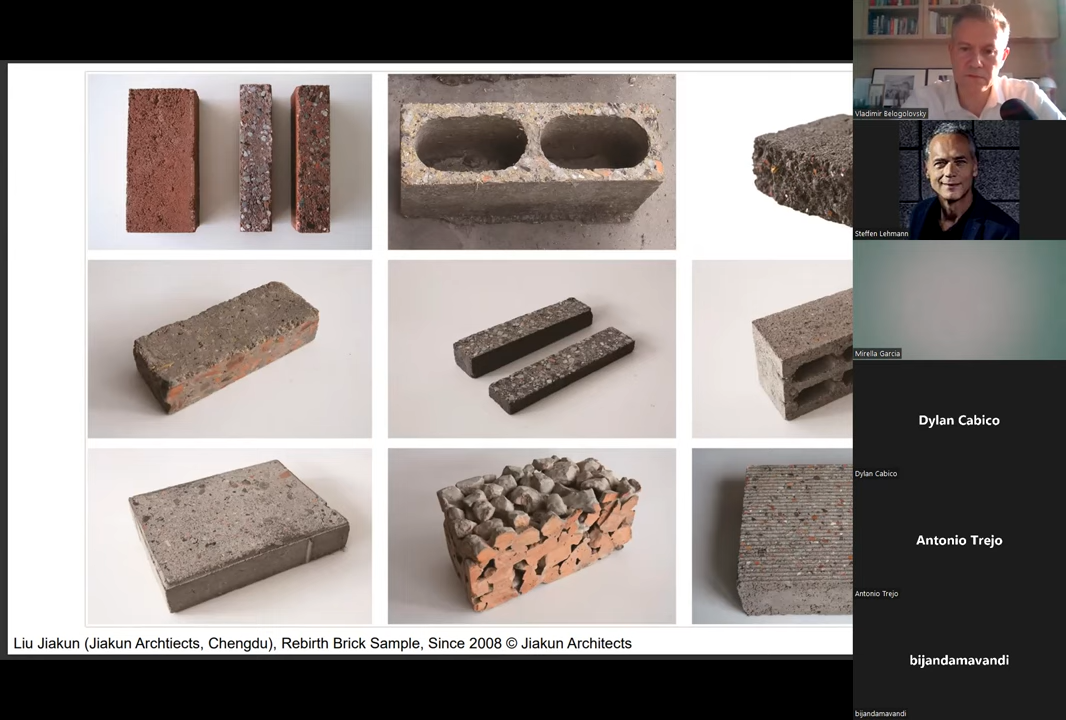 Liu Jiakun (Jiakun Archtiects, Chengdu), Rebirth Brick Sample, Since 2008 © Jiakun Architects
Vladimir Belogolovsky
Steffen Lehmann
Mirella Garcia
Dylan Cabico
Dylan Cabico
Antonio Trejo
Antonio Trejo
bijandamavandi
bijandamavandi